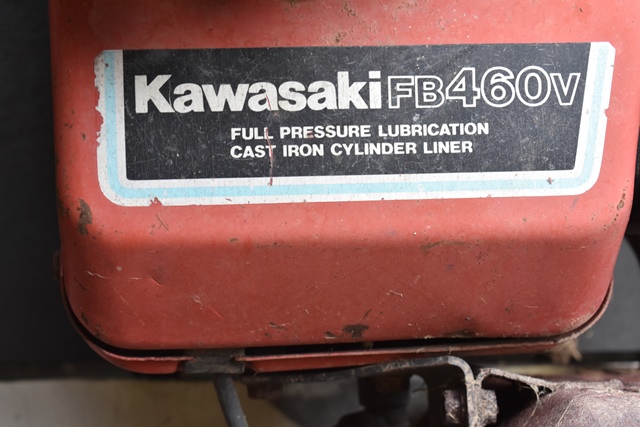 Kawasaki FB460V
FULL PRESSURE LUBRICATION
CAST IRON CYLINDER LINER